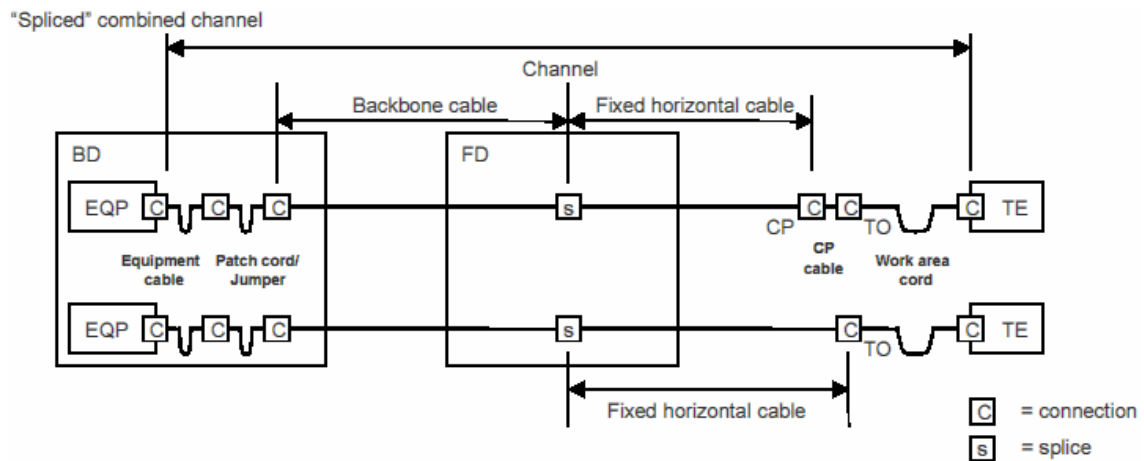 “Spliced” combined channel
Channel
Backbone cable
Fixed horizontal cable
BD
FD
EQP
C
C
C
s
C
C
C
TE
CP
TO
Equipment
cable
Patch cord/
Jumper
CP
cable
Work area
cord
EQP
C
C
C
s
C
C
TE
TO
Fixed horizontal cable
C = connection
s = splice